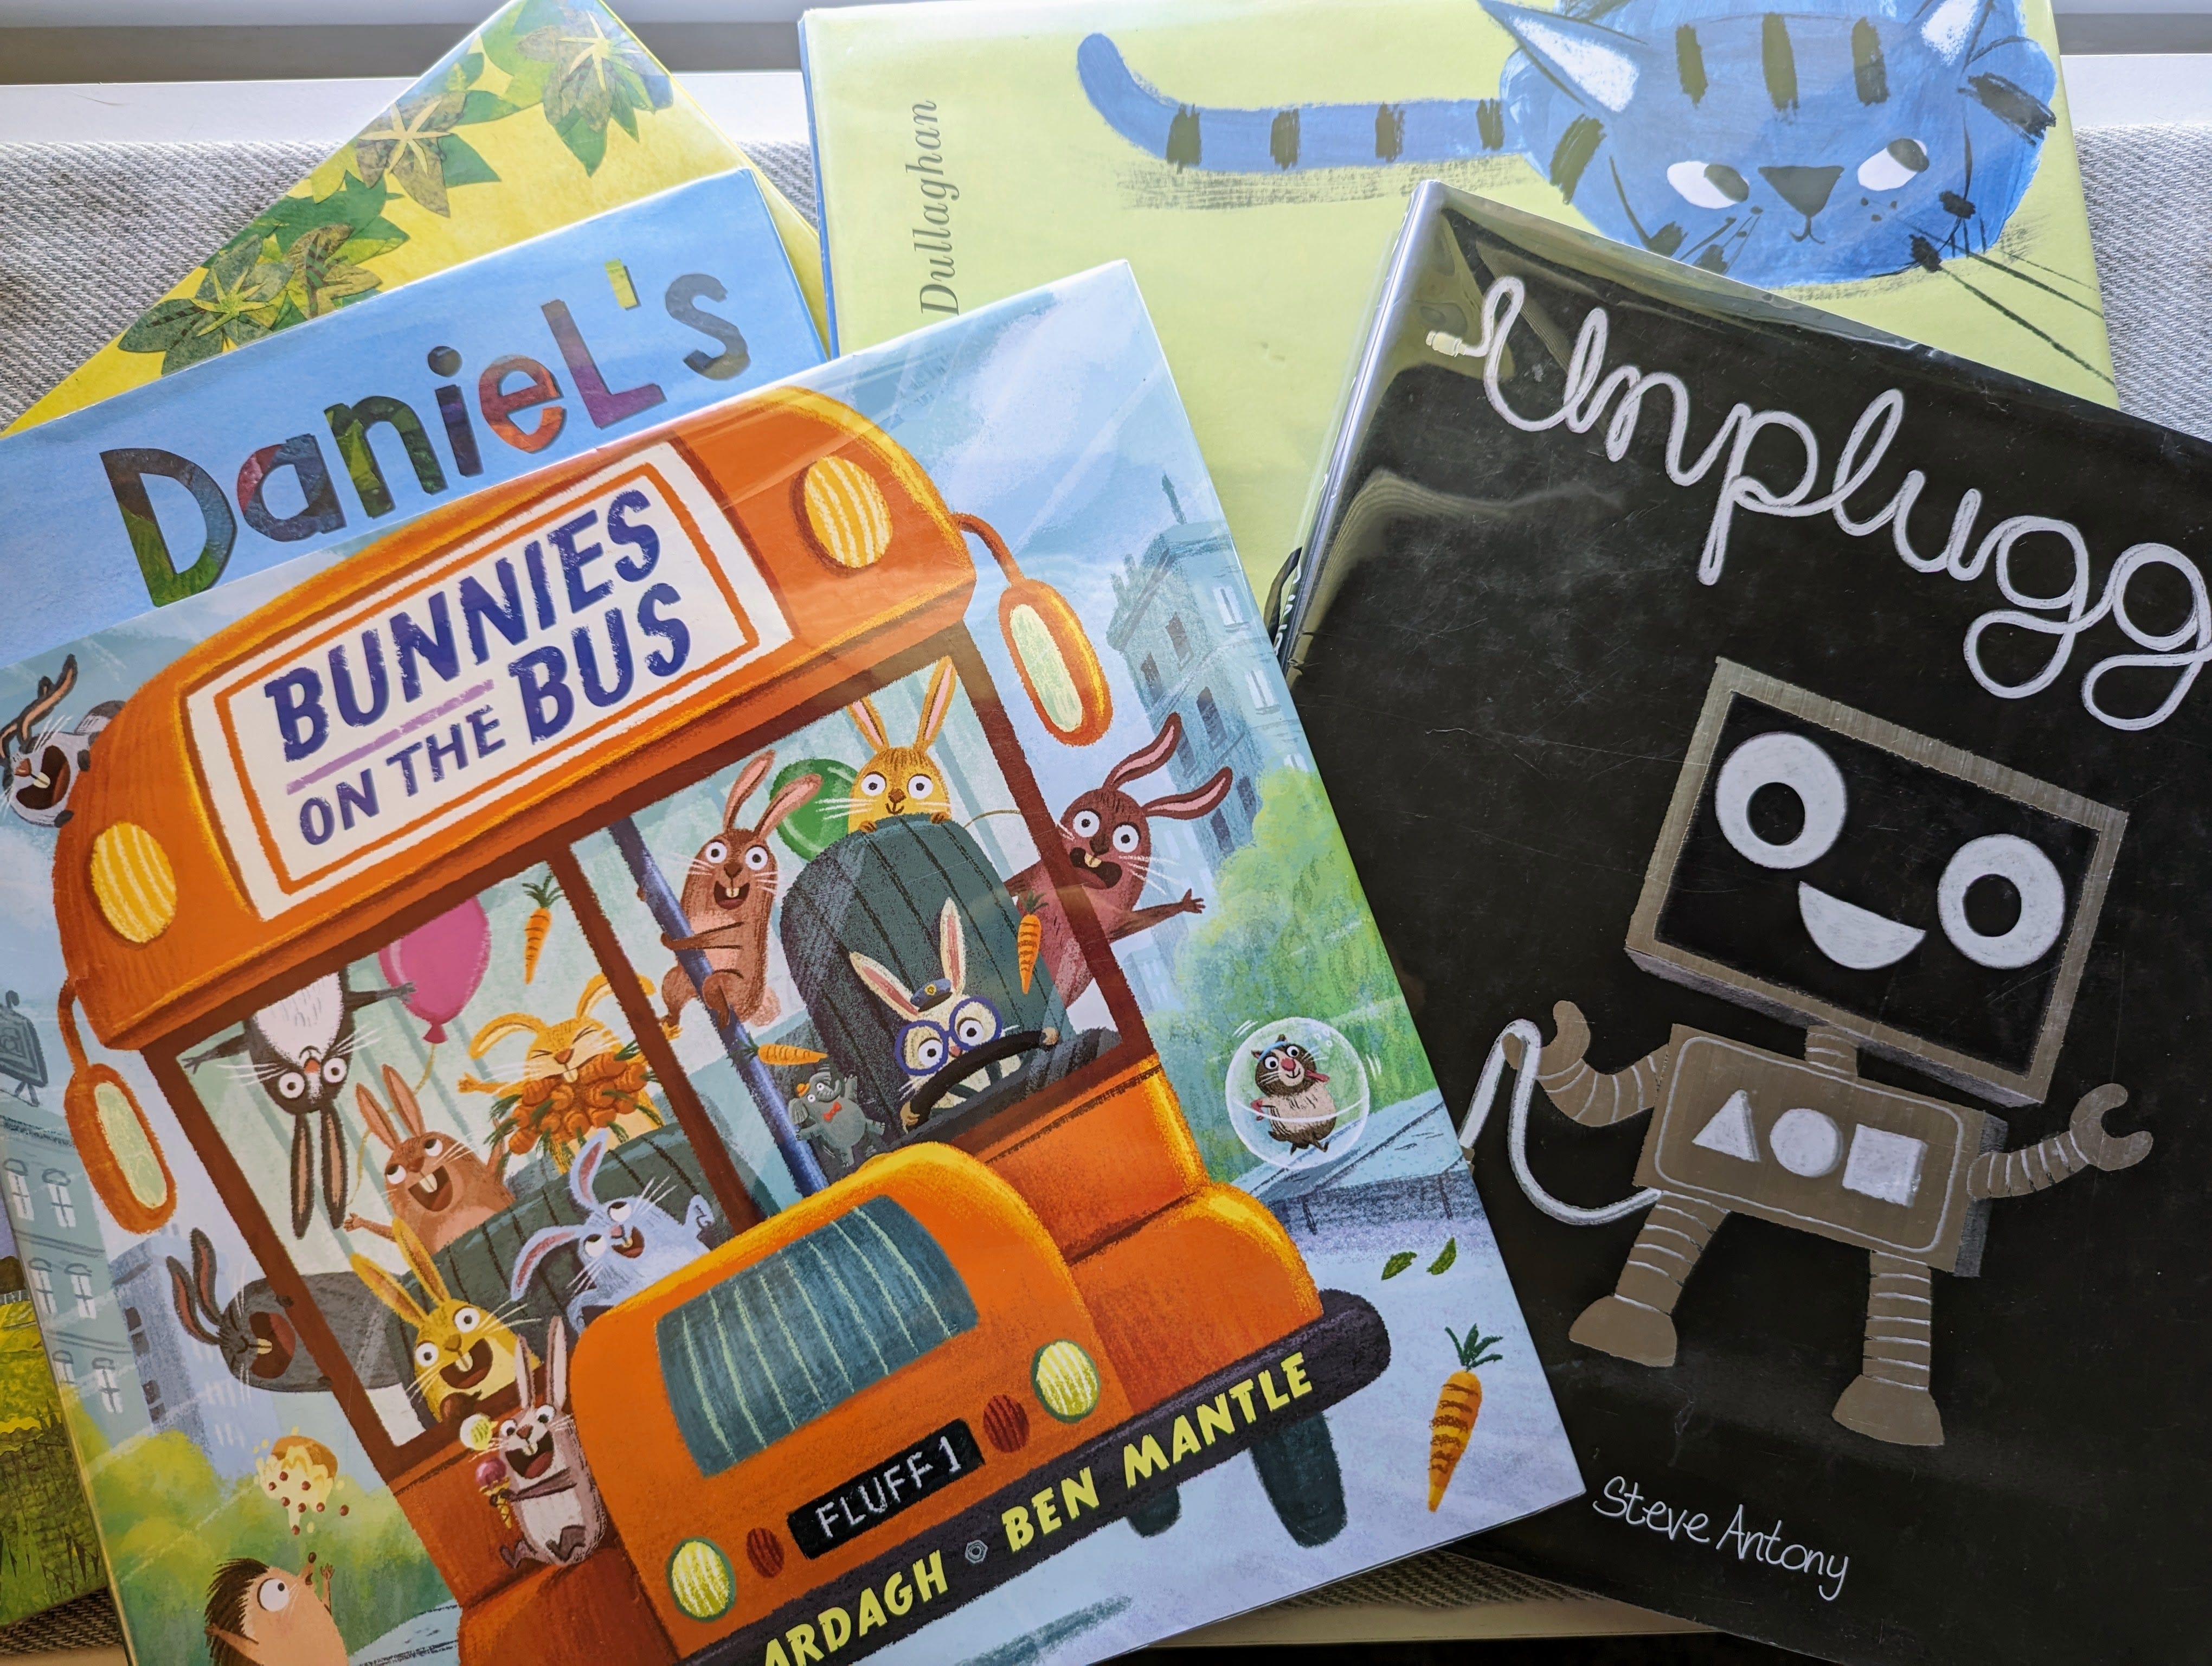 Dullaghan
DanieL's
BUNNIES
ON THE BUS
FLUFF 1
ARDAGH BEN MANTLE
Unplugg
Steve Antony